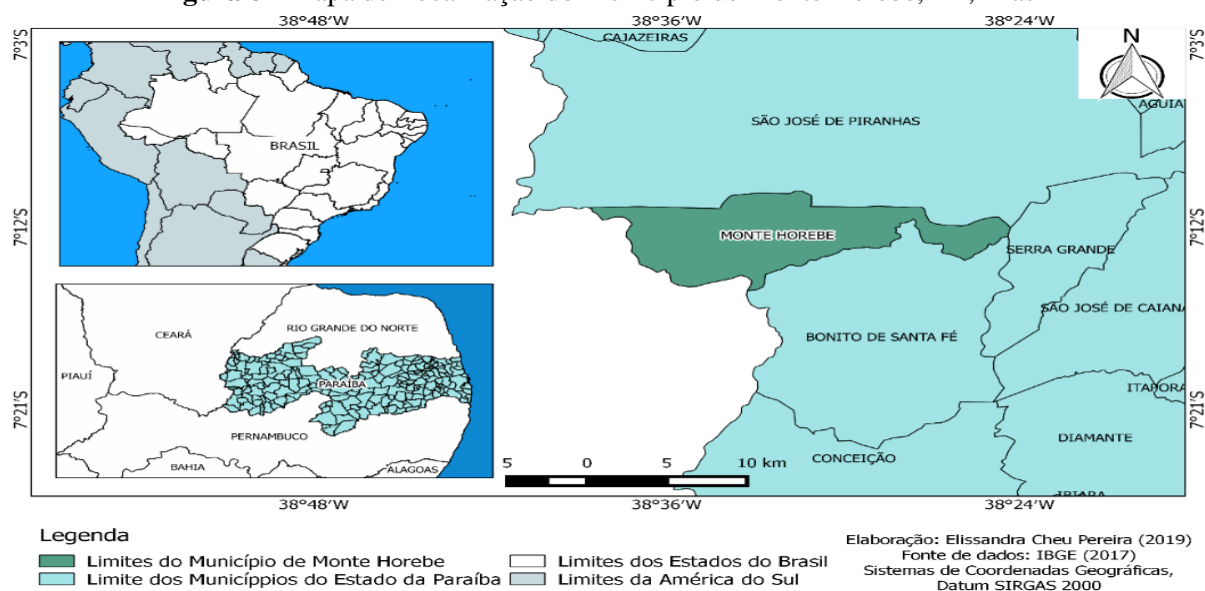 38°48'W 38°36'W 38°24'W
7°3'S 7°3'S
N
BRASIL
CAJAZEIRAS
AGUIA
SÃO JOSÉ DE PIRANHAS
7°12'S 7°12'S
MONTE HOREBE
SERRA GRANDE
SÃO JOSÉ DE CAIANA
BONITO DE SANTA FÉ
ITAPORA
DIAMANTE
CONCEIÇÃO
CEARÁ
RIO GRANDE DO NORTE
PIAUÍ
PARAÍBA
PERNAMBUCO
BAHIA
ALAGOAS
7°21'S 7°21'S
5 0 5 10 km
38°48'W 38°36'W 38°24'W
Legenda
Limites do Município de Monte Horebe
Limite dos Municíppios do Estado da Paraíba
Limites dos Estados do Brasil
Limites da América do Sul
Elaboração: Elissandra Cheu Pereira (2019)
Fonte de dados: IBGE (2017)
Sistemas de Coordenadas Geográficas,
Datum SIRGAS 2000